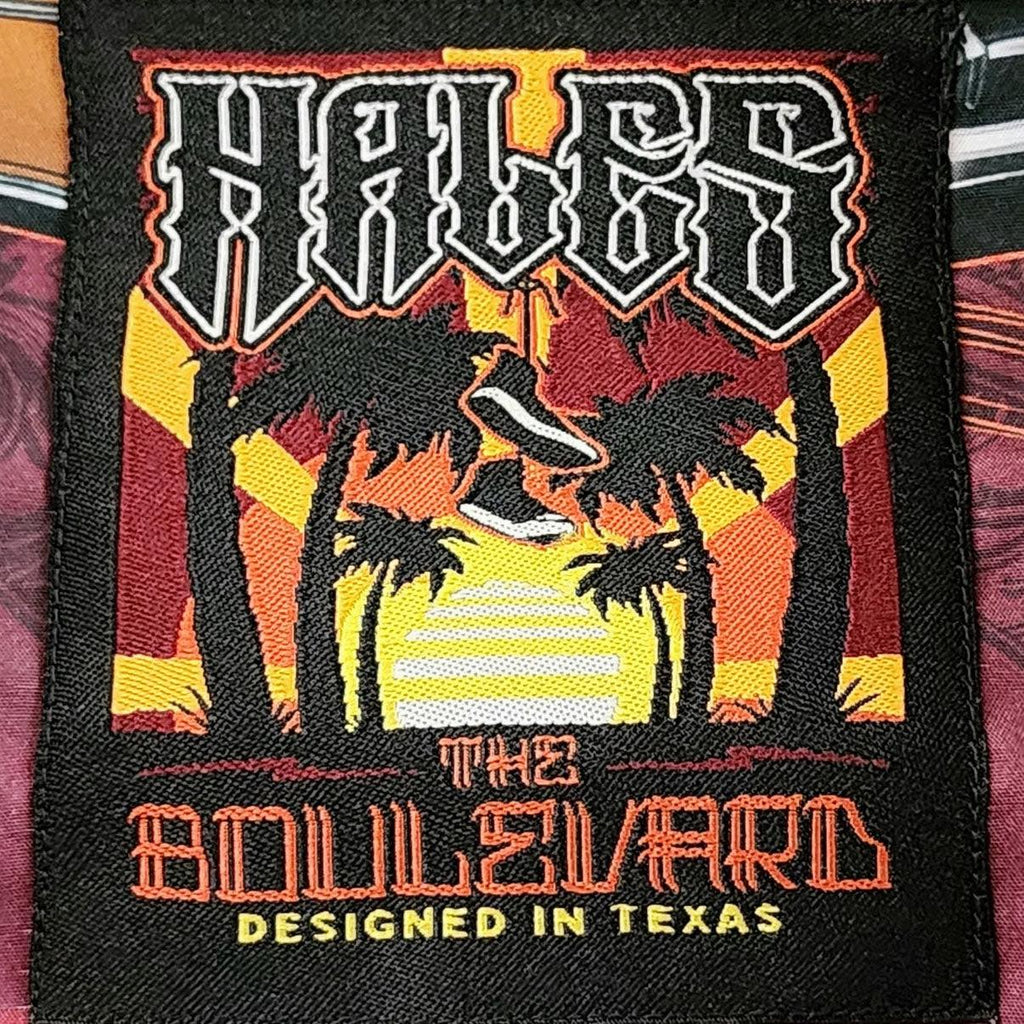 HALES
THE
BOULEVARD
DESIGNED IN TEXAS